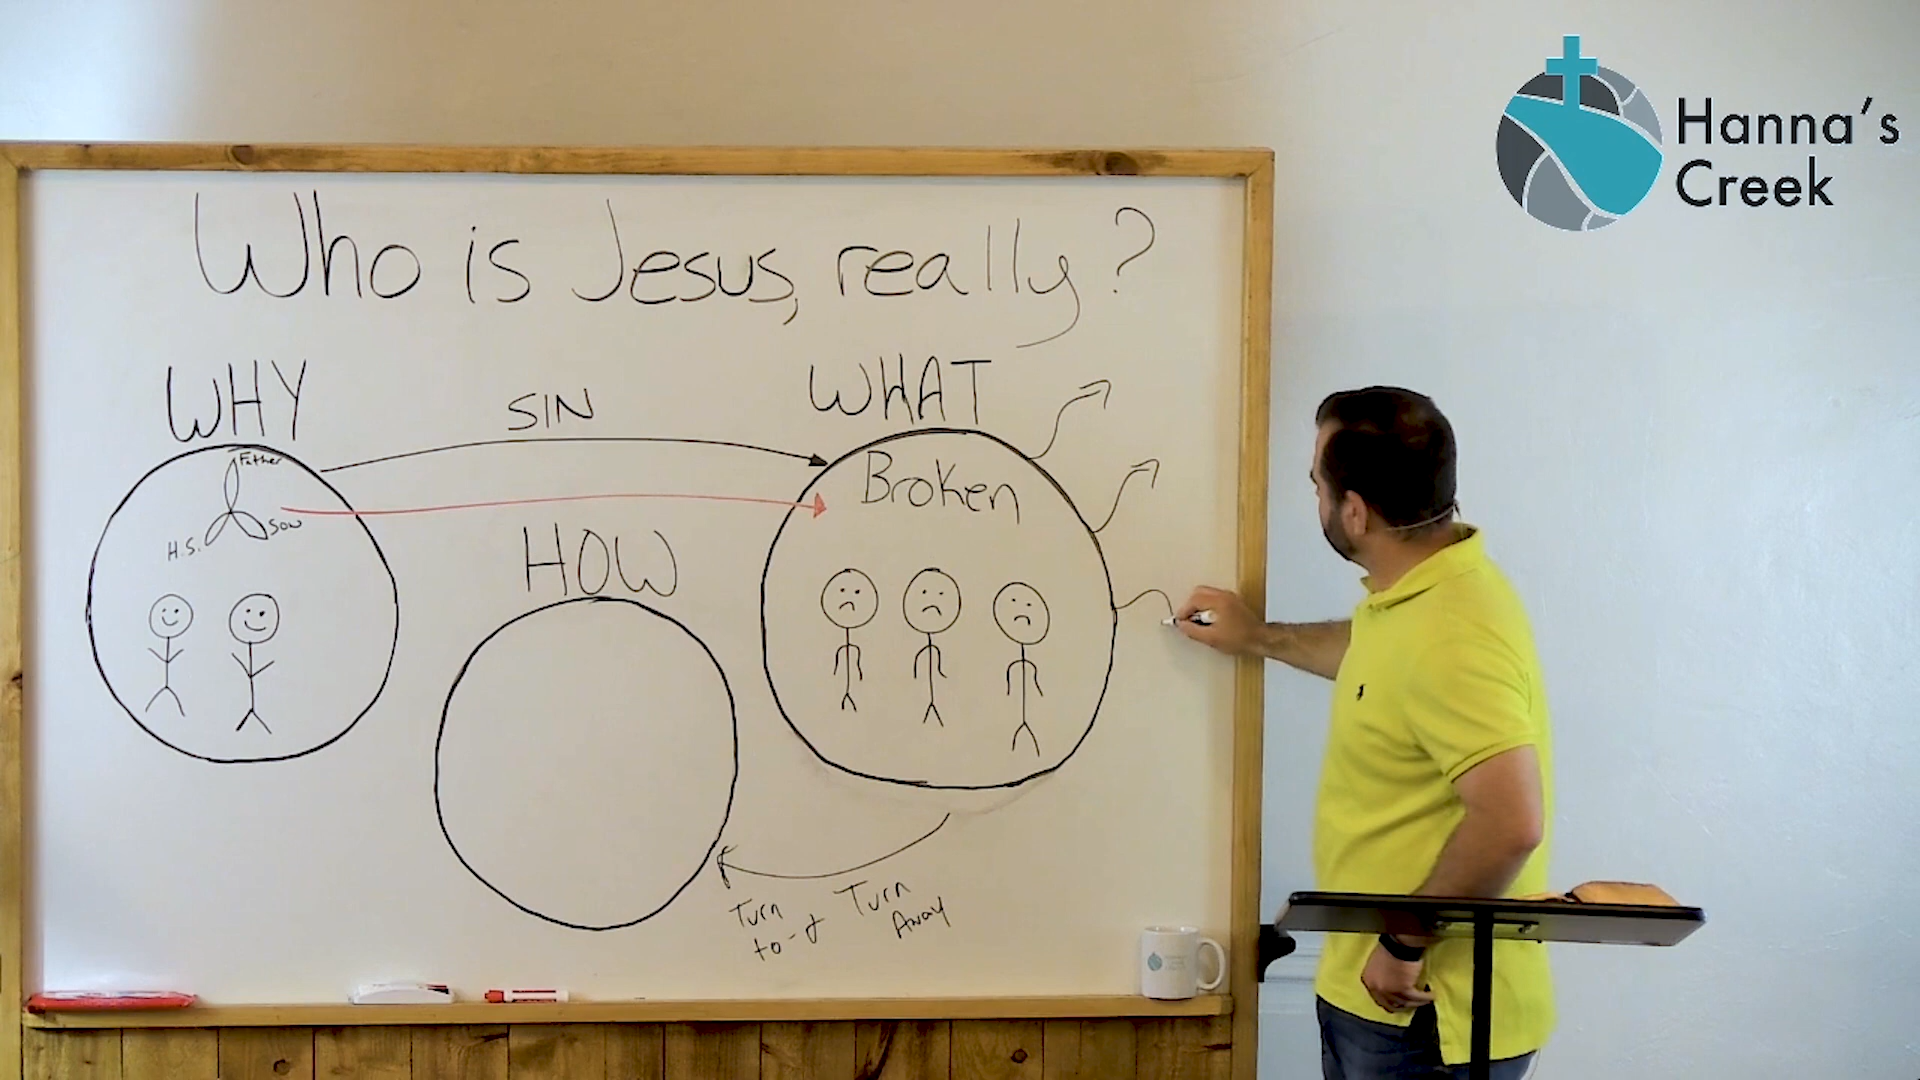 Hanna's
Creek
Who is Jesus, really?
WHY
SIN
WHAT
Father
Son
H.S.
Broken
HOW
Turn
to - &
Turn
Away